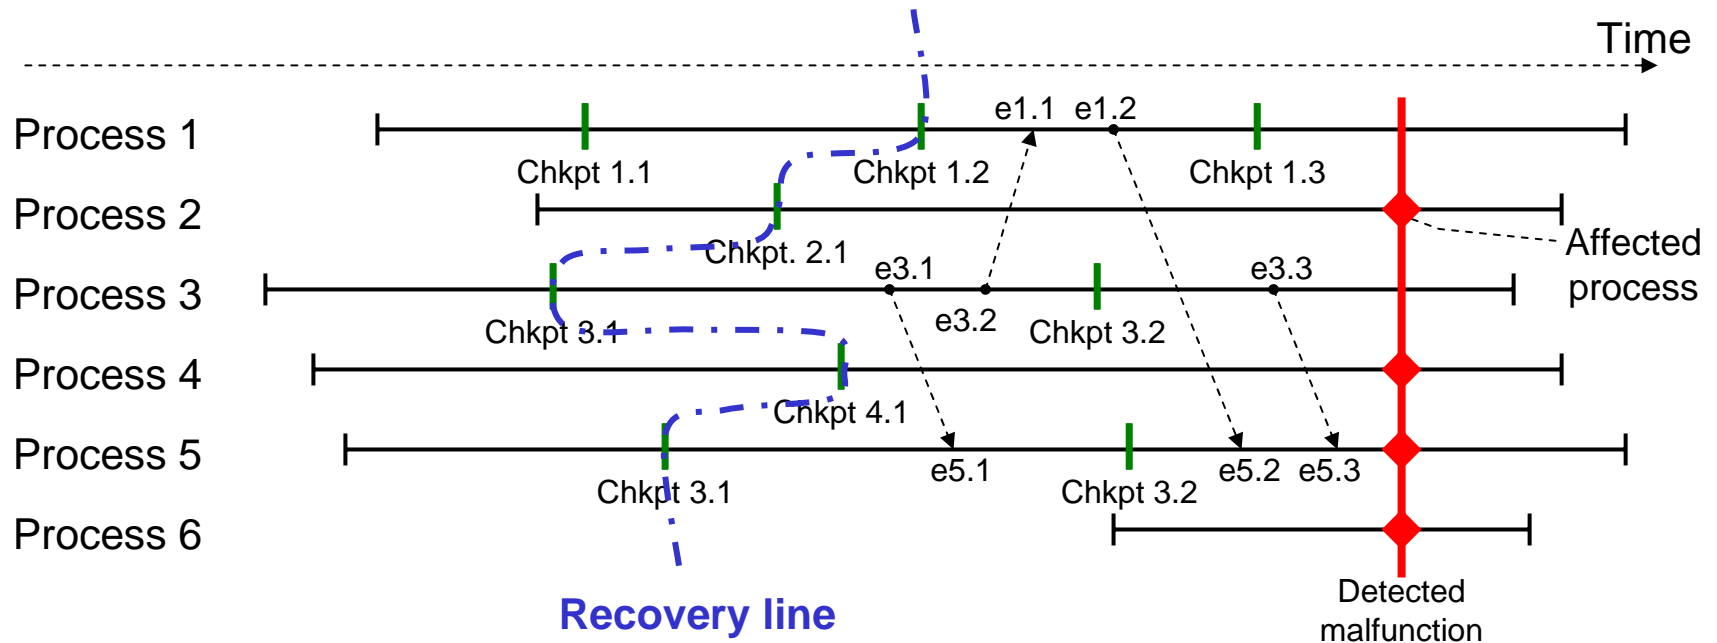 Time
e1.1 e1.2
Process 1
Chkpt 1.1 Chkpt 1.2 Chkpt 1.3
Process 2
Affected
process
Chkpt. 2.1
e3.1 e3.3
Process 3
e3.2
Chkpt 3.1 Chkpt 3.2
Process 4
Chkpt 4.1
Process 5
e5.1 e5.2 e5.3
Chkpt 3.1 Chkpt 3.2
Process 6
Detected
malfunction
Recovery line